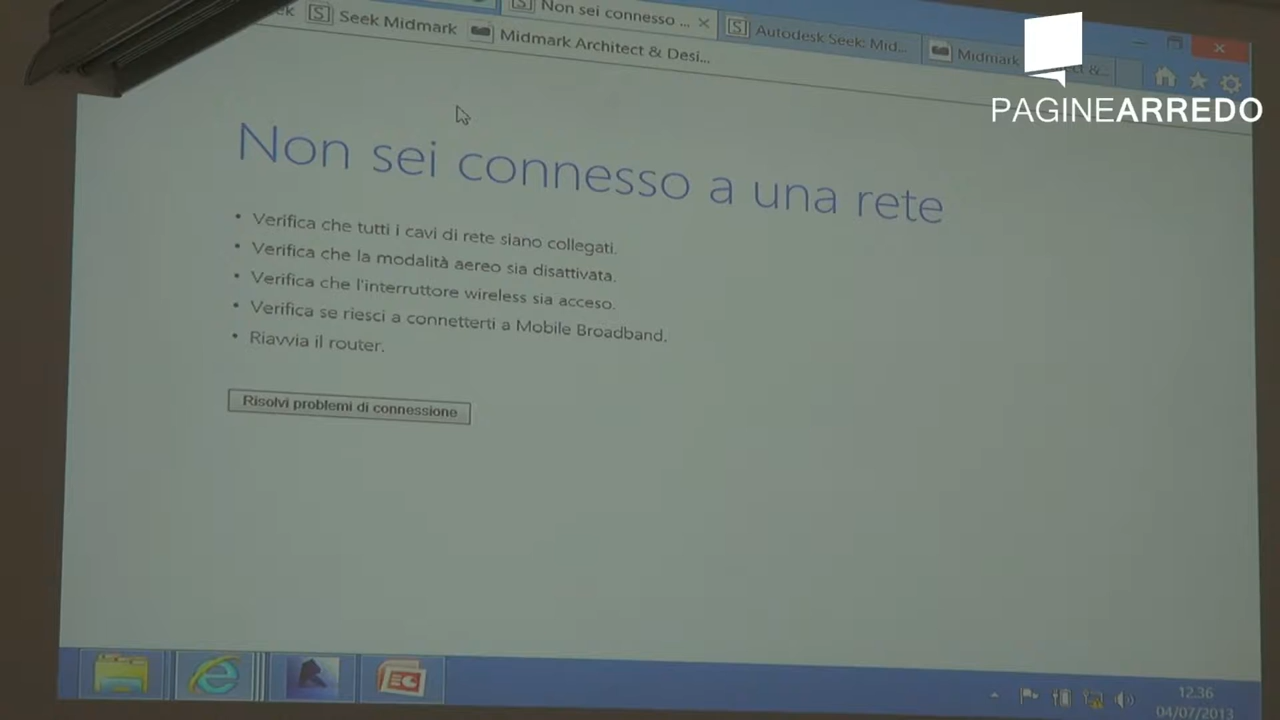 Seek Midmark
Midmark Architect & Desi...
Non sei connesso ...
Autodesk Seek: Mid...
Midmark
PAGINEARREDO
Non sei connesso a una rete
• Verifica che tutti i cavi di rete siano collegati.
• Verifica che la modalità aereo sia disattivata.
• Verifica che l'interruttore wireless sia acceso.
• Verifica se riesci a connetterti a Mobile Broadband.
• Riavvia il router.
Risolvi problemi di connessione
12.36
04/07/2013